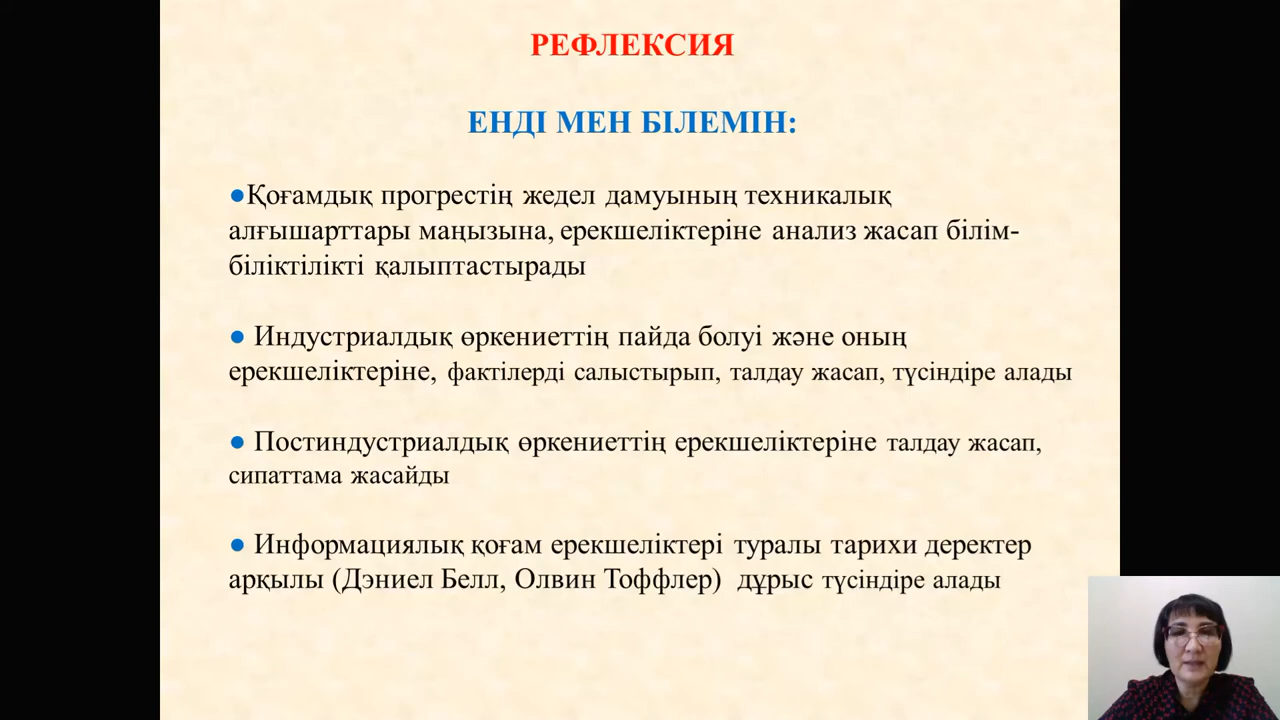 РЕФЛЕКСИЯ
ЕНДІ МЕН БІЛЕМІН:
●Қоғамдық прогрестің жедел дамуының техникалық
алғышарттары маңызына, ерекшеліктеріне анализ жасап білім-
біліктілікті қалыптастырады
● Индустриалдық өркениеттің пайда болуі және оның
ерекшеліктеріне, фактілерді салыстырып, талдау жасап, түсіндіре алады
● Постиндустриалдық өркениеттің ерекшеліктеріне талдау жасап,
сипаттама жасайды
● Информациялық қоғам ерекшеліктері туралы тарихи деректер
арқылы (Дэниел Белл, Олвин Тоффлер) дұрыс түсіндіре алады